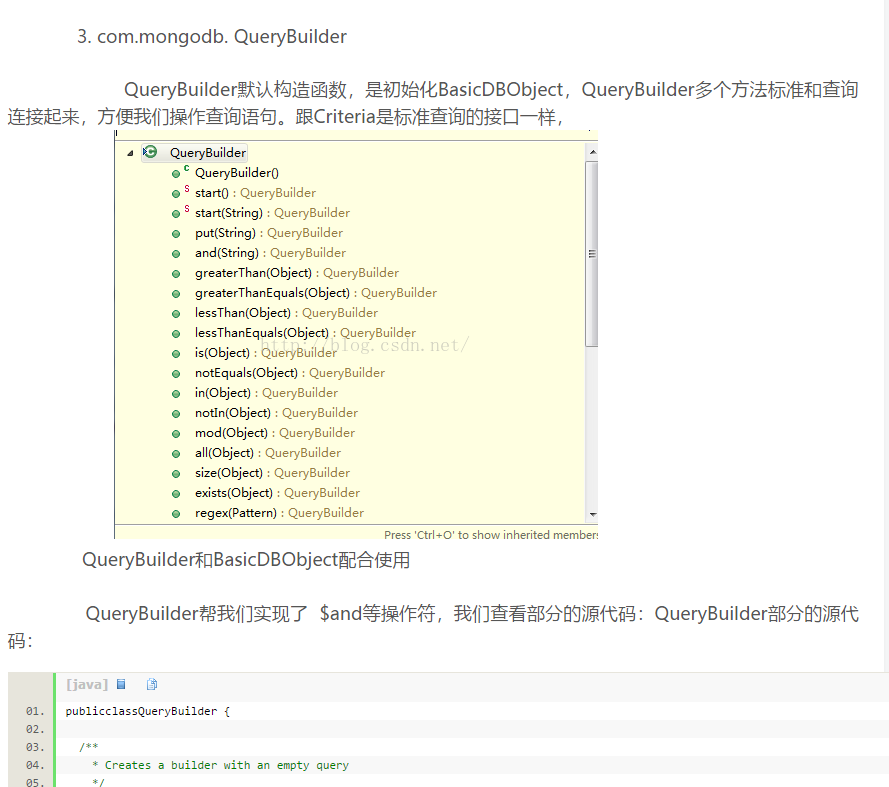 3. com.mongodb. QueryBuilder
QueryBuilder默认构造函数，是初始化BasicDBObject，QueryBuilder多个方法标准和查询
连接起来，方便我们操作查询语句。跟Criteria是标准查询的接口一样，
QueryBuilder
QueryBuilder()
start() : QueryBuilder
start(String) : QueryBuilder
put(String) : QueryBuilder
and(String) : QueryBuilder
greaterThan(Object) : QueryBuilder
greaterThanEquals(Object) : QueryBuilder
lessThan(Object) : QueryBuilder
lessThanEquals(Object) : QueryBuilder
http://blog.csdn.net/
is(Object) : QueryBuilder
notEquals(Object) : QueryBuilder
in(Object) : QueryBuilder
notIn(Object) : QueryBuilder
mod(Object) : QueryBuilder
all(Object) : QueryBuilder
size(Object) : QueryBuilder
exists(Object) : QueryBuilder
regex(Pattern) : QueryBuilder
Press 'Ctrl+O' to show inherited members
QueryBuilder和BasicDBObject配合使用
QueryBuilder帮我们实现了 $and等操作符，我们查看部分的源代码：QueryBuilder部分的源代
码：
[java]
01. publicclassQueryBuilder {
02.
03. /**
04. * Creates a builder with an empty query
05. */